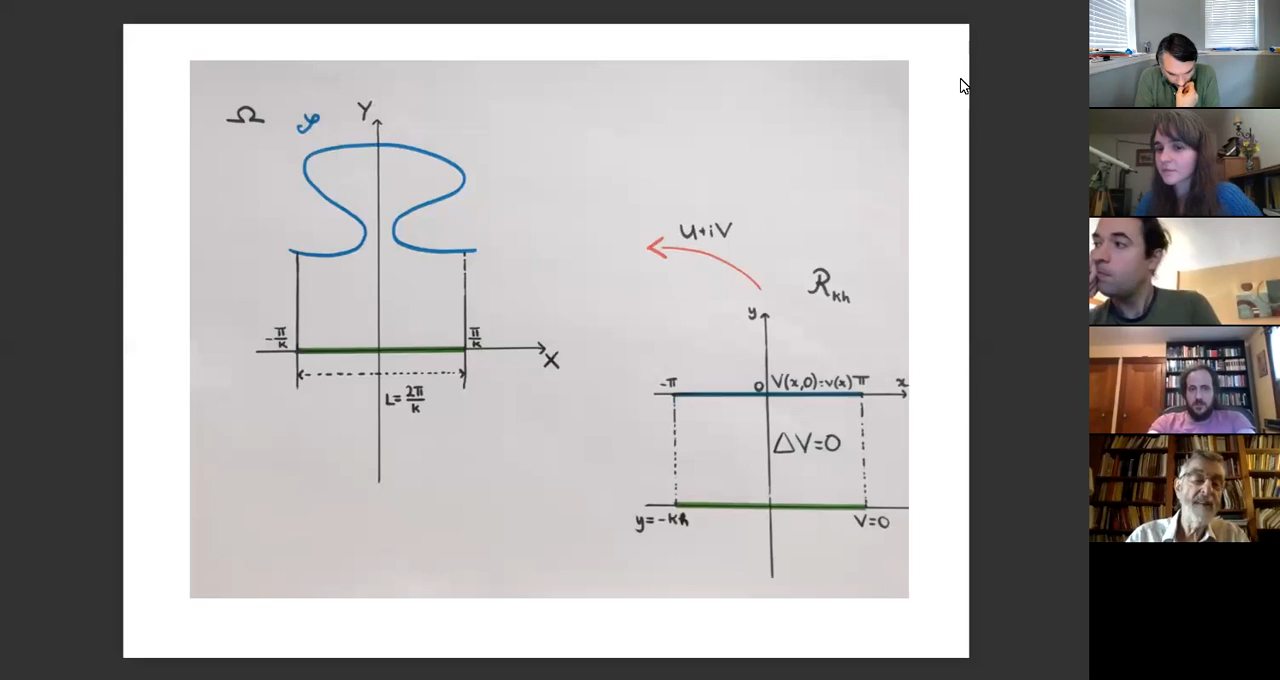 Ω
𝒮
Y
-π/k
π/k
X
L=2π/k
U+iV
ℛkh
y
-π
0
V(x,0)=v(x)
π
x
ΔV=0
y=-kh
V=0